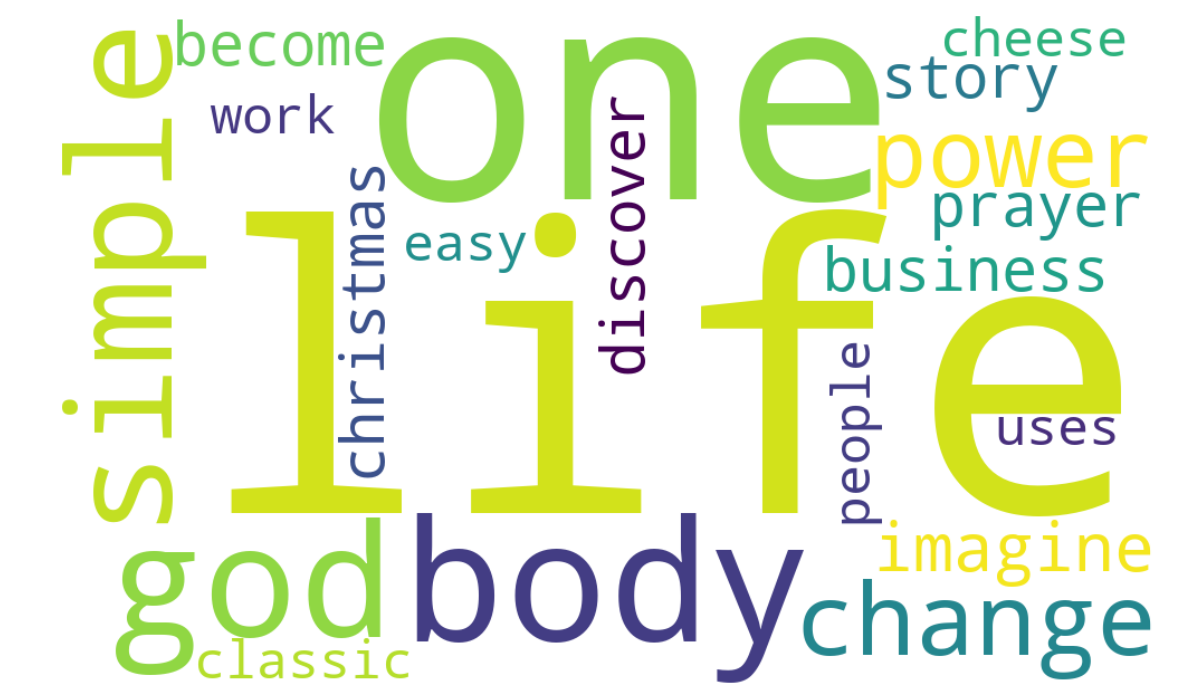 become
one
cheese
story
work
simple
discover
power
christmas
easy
prayer
life
business
people
uses
god
body
imagine
change
classic